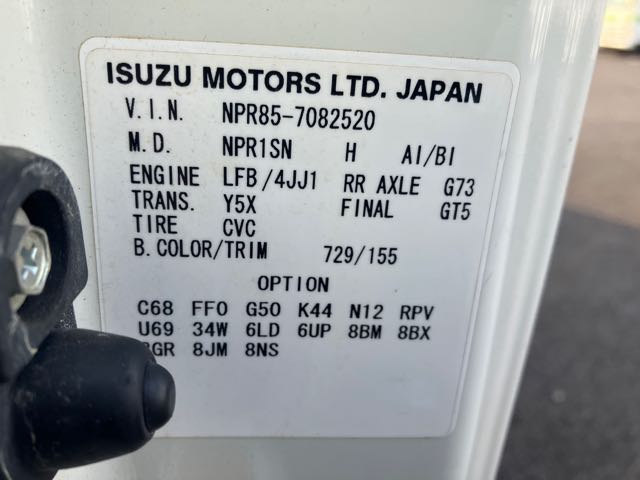 ISUZU MOTORS LTD. JAPAN
V.I.N. NPR85-7082520
M.D. NPR1SN H AI/BI
ENGINE LFB/4JJ1 RR AXLE G73
TRANS. Y5X FINAL GT5
TIRE CVC
B.COLOR/TRIM 729/155
OPTION
C68 FF0 G50 K44 N12 RPV
U69 34W 6LD 6UP 8BM 8BX
8JM 8NS